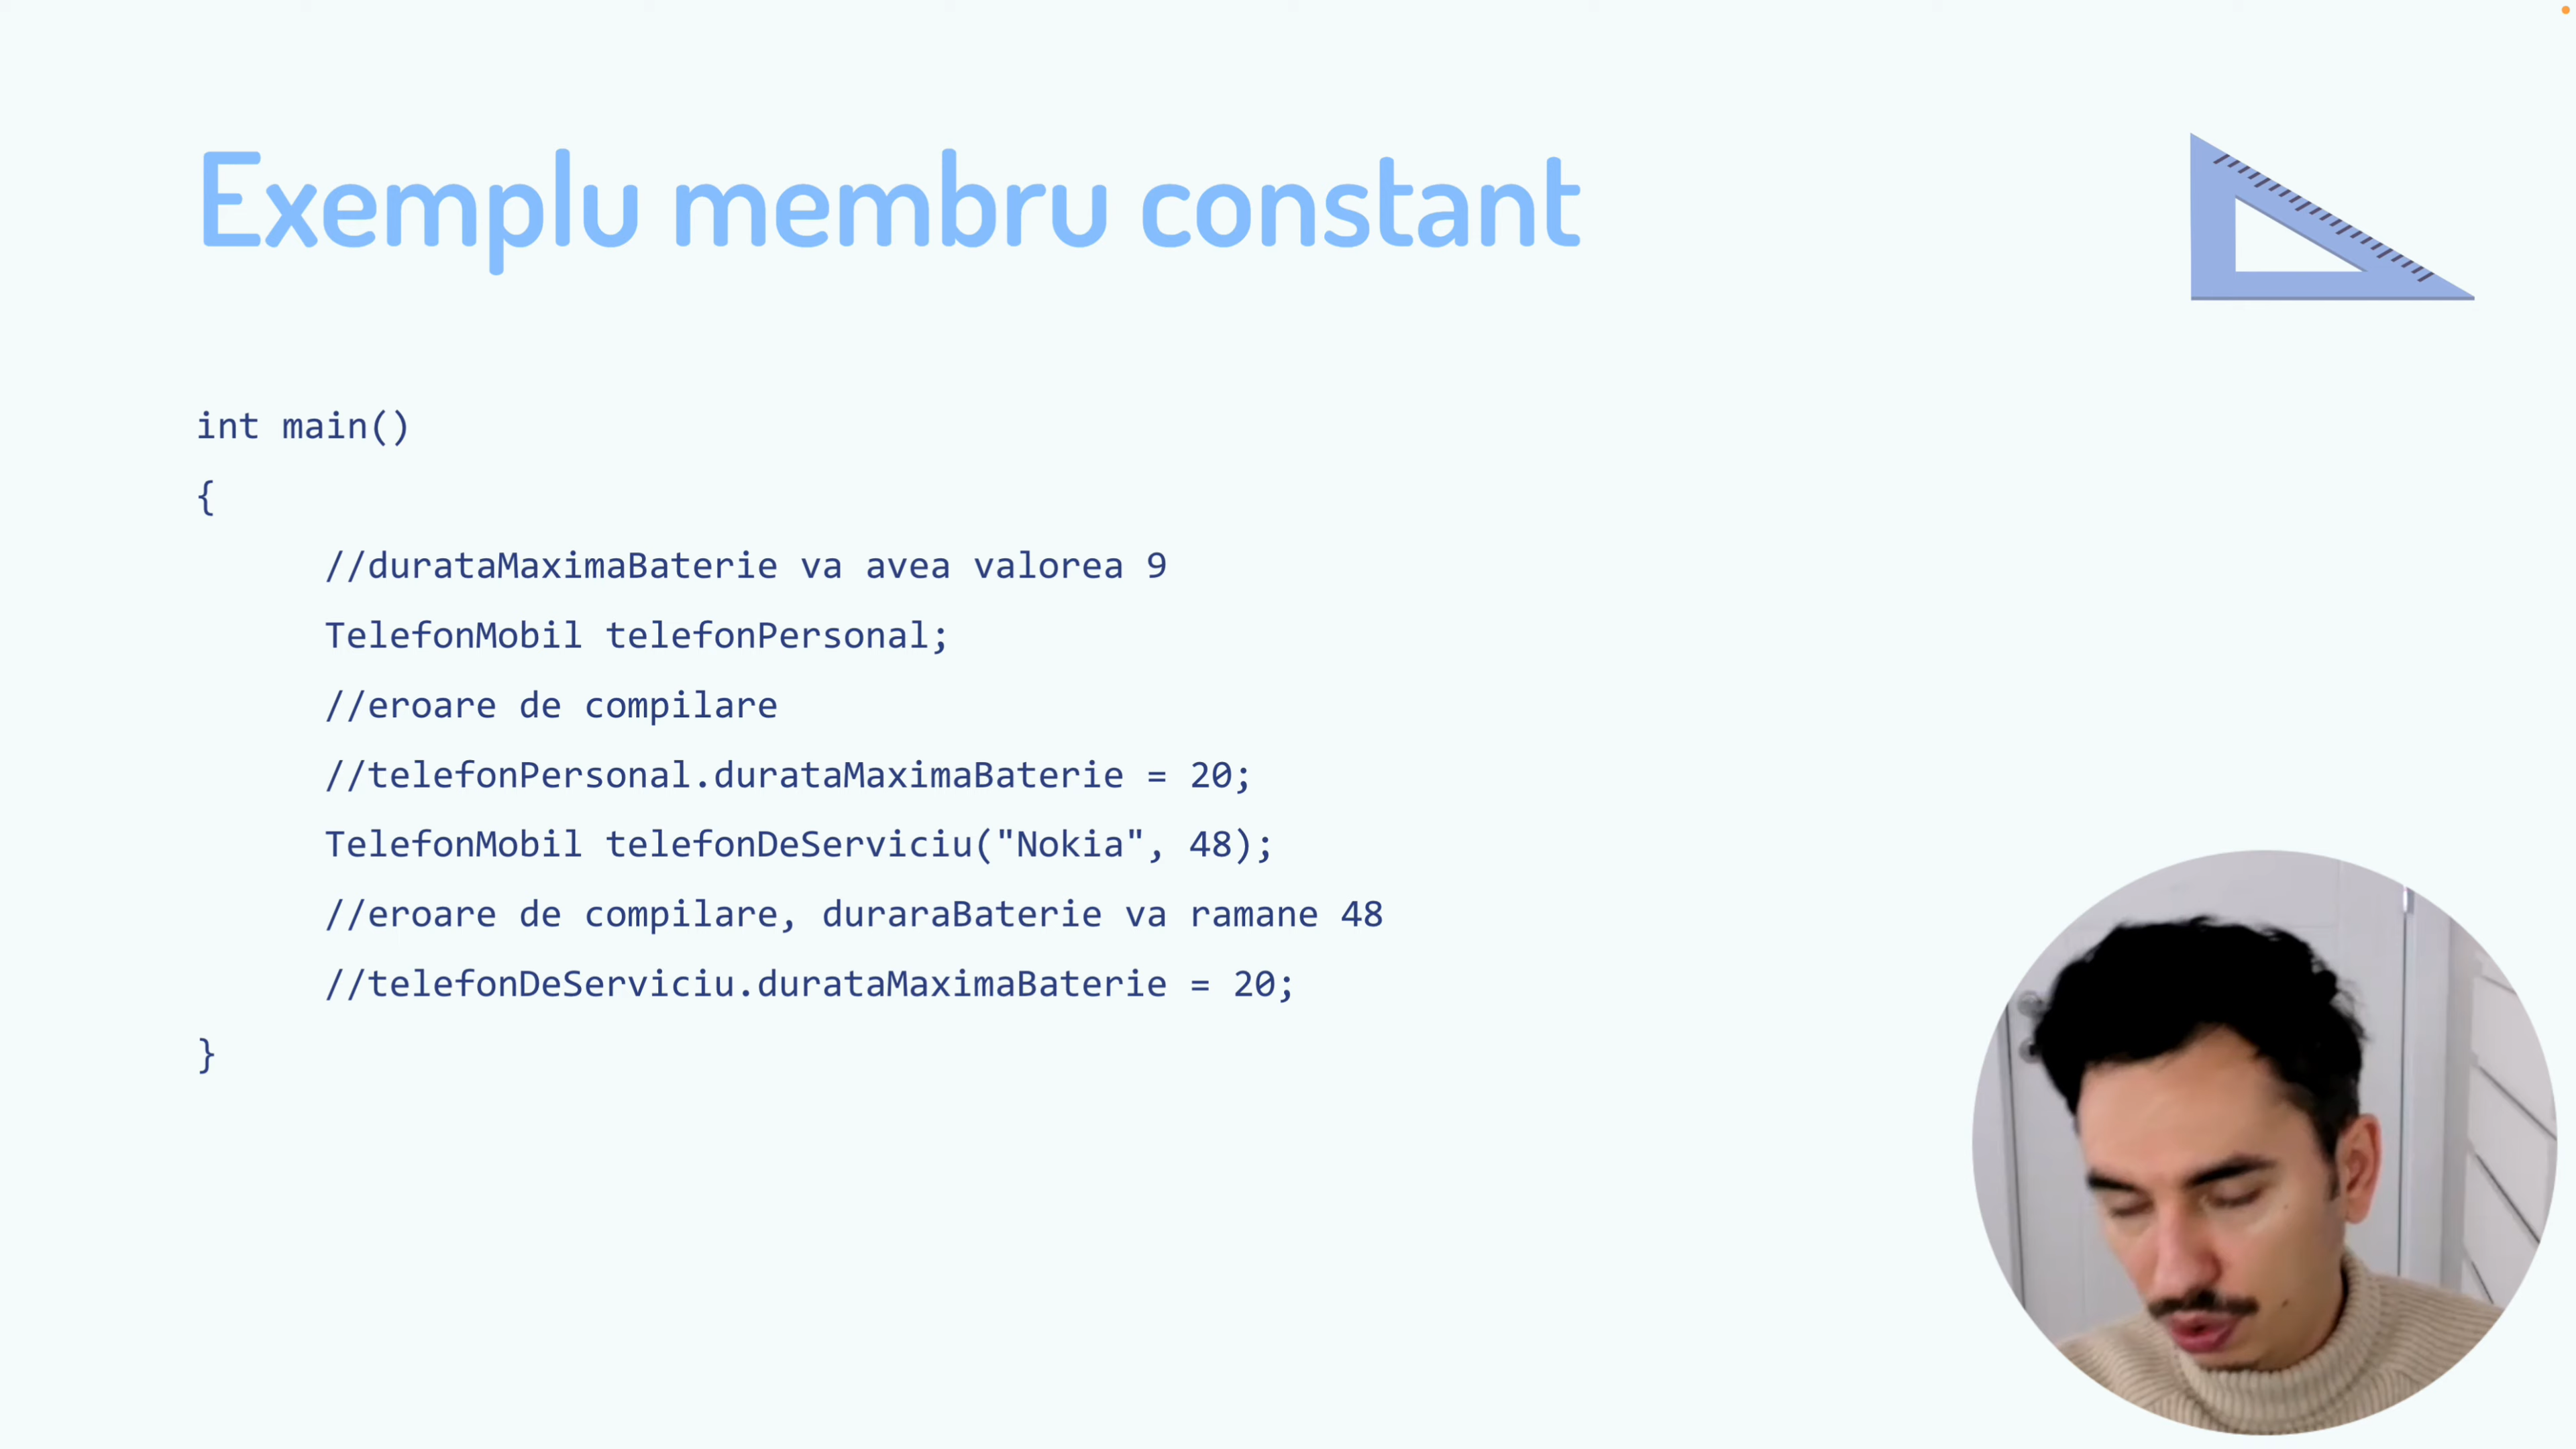 Exemplu membru constant
int main()
{
//durataMaximaBaterie va avea valorea 9
TelefonMobil telefonPersonal;
//eroare de compilare
//telefonPersonal.durataMaximaBaterie = 20;
TelefonMobil telefonDeServiciu("Nokia", 48);
//eroare de compilare, duraraBaterie va ramane 48
//telefonDeServiciu.durataMaximaBaterie = 20;
}